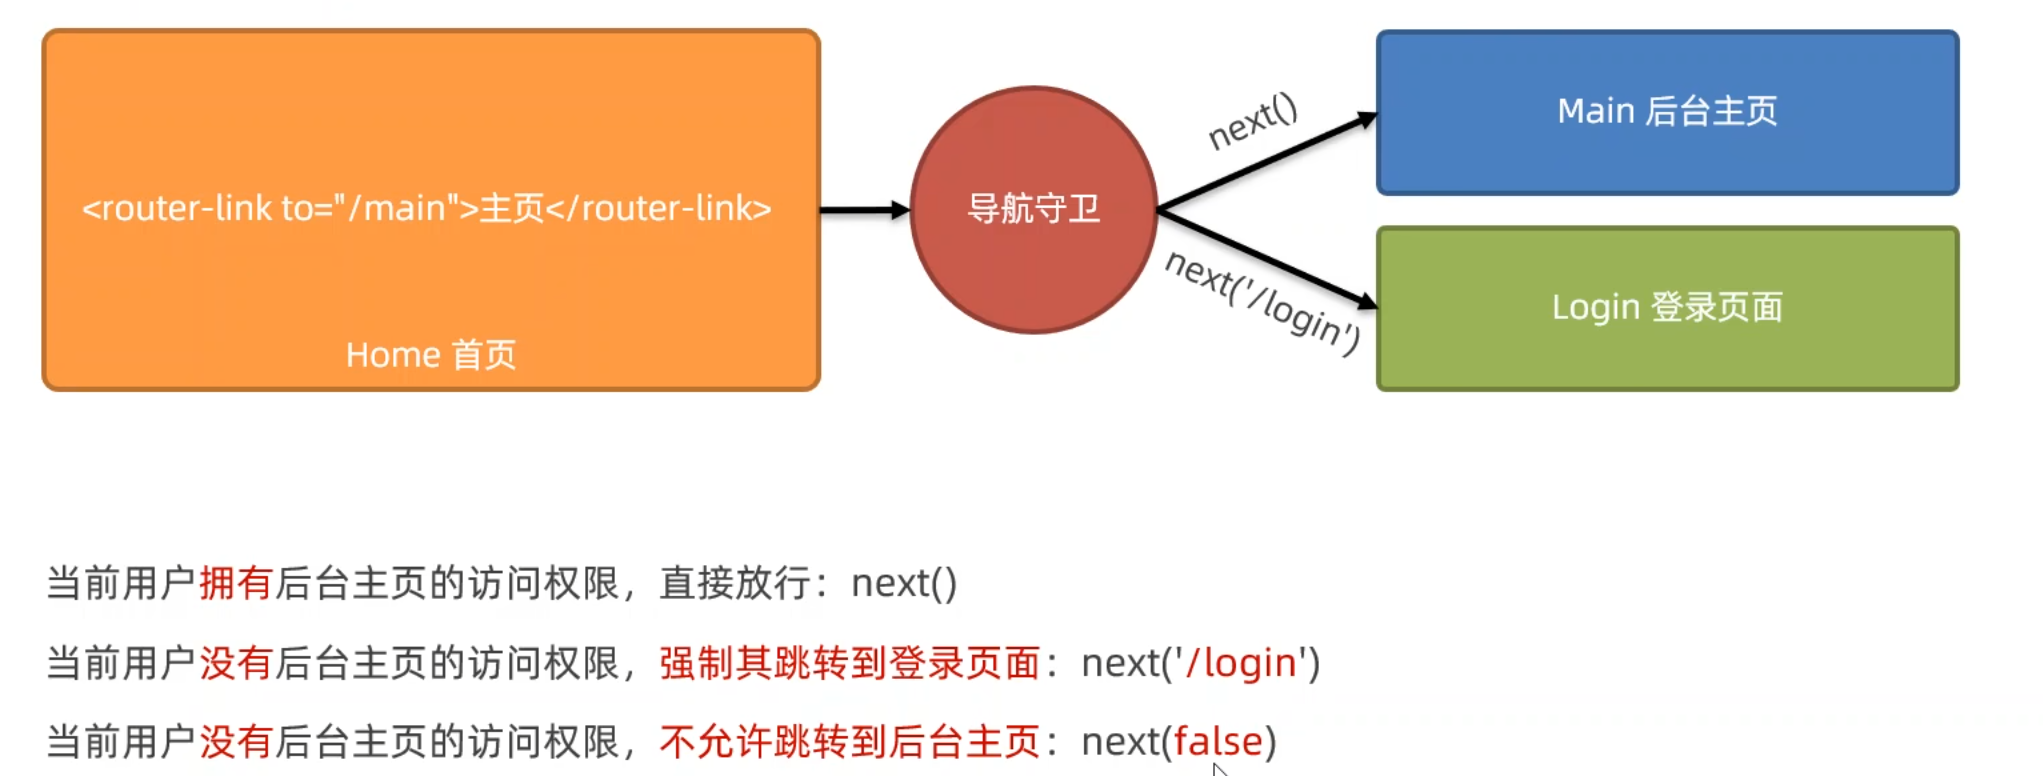 <router-link to="/main">主页</router-link>
Home 首页
导航守卫
next()
next('/login')
Main 后台主页
Login 登录页面
当前用户拥有后台主页的访问权限，直接放行：next()
当前用户没有后台主页的访问权限，强制其跳转到登录页面：next('/login')
当前用户没有后台主页的访问权限，不允许跳转到后台主页：next(false)